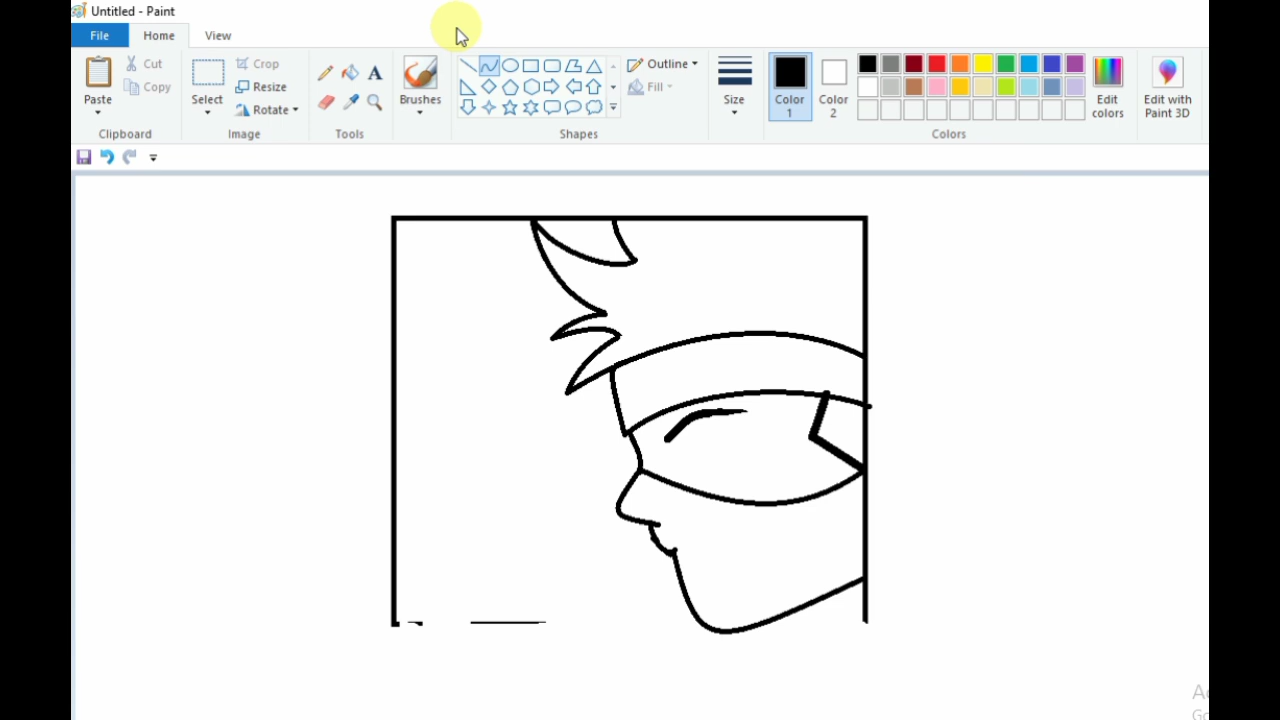 Untitled - Paint
File Home View
Paste Cut Copy
Clipboard
Select Crop Resize Rotate
Image
Tools
Brushes
Outline Fill
Shapes
Size
Color 1
Color 2
Edit colors
Colors
Edit with Paint 3D